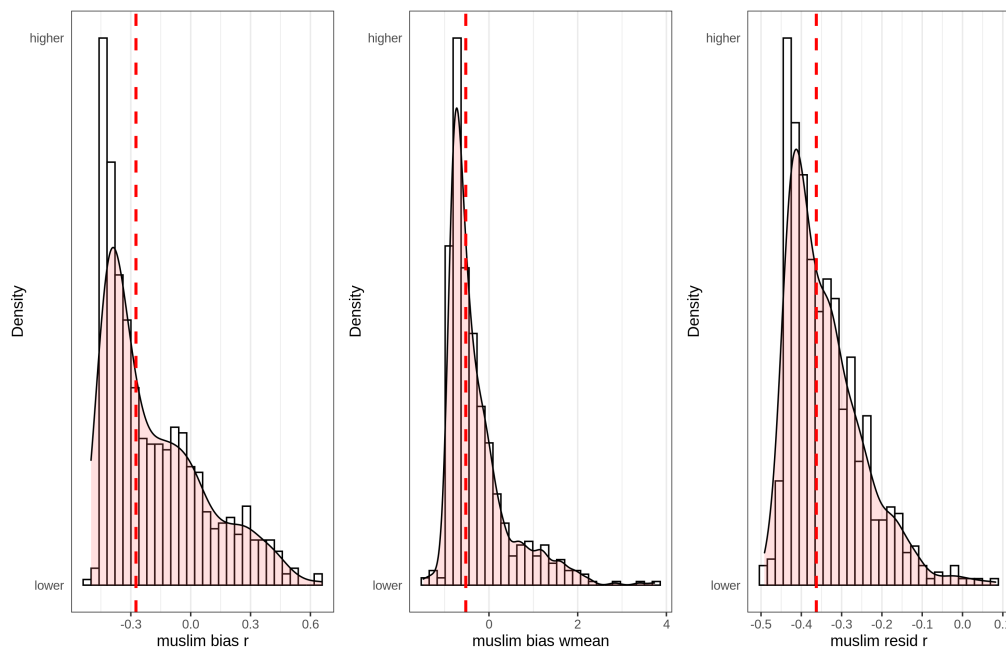 higher
lower
Density
-0.3
0.0
0.3
0.6
muslim bias r
higher
lower
Density
0
2
4
muslim bias wmean
higher
lower
Density
-0.5
-0.4
-0.3
-0.2
-0.1
0.0
muslim resid r